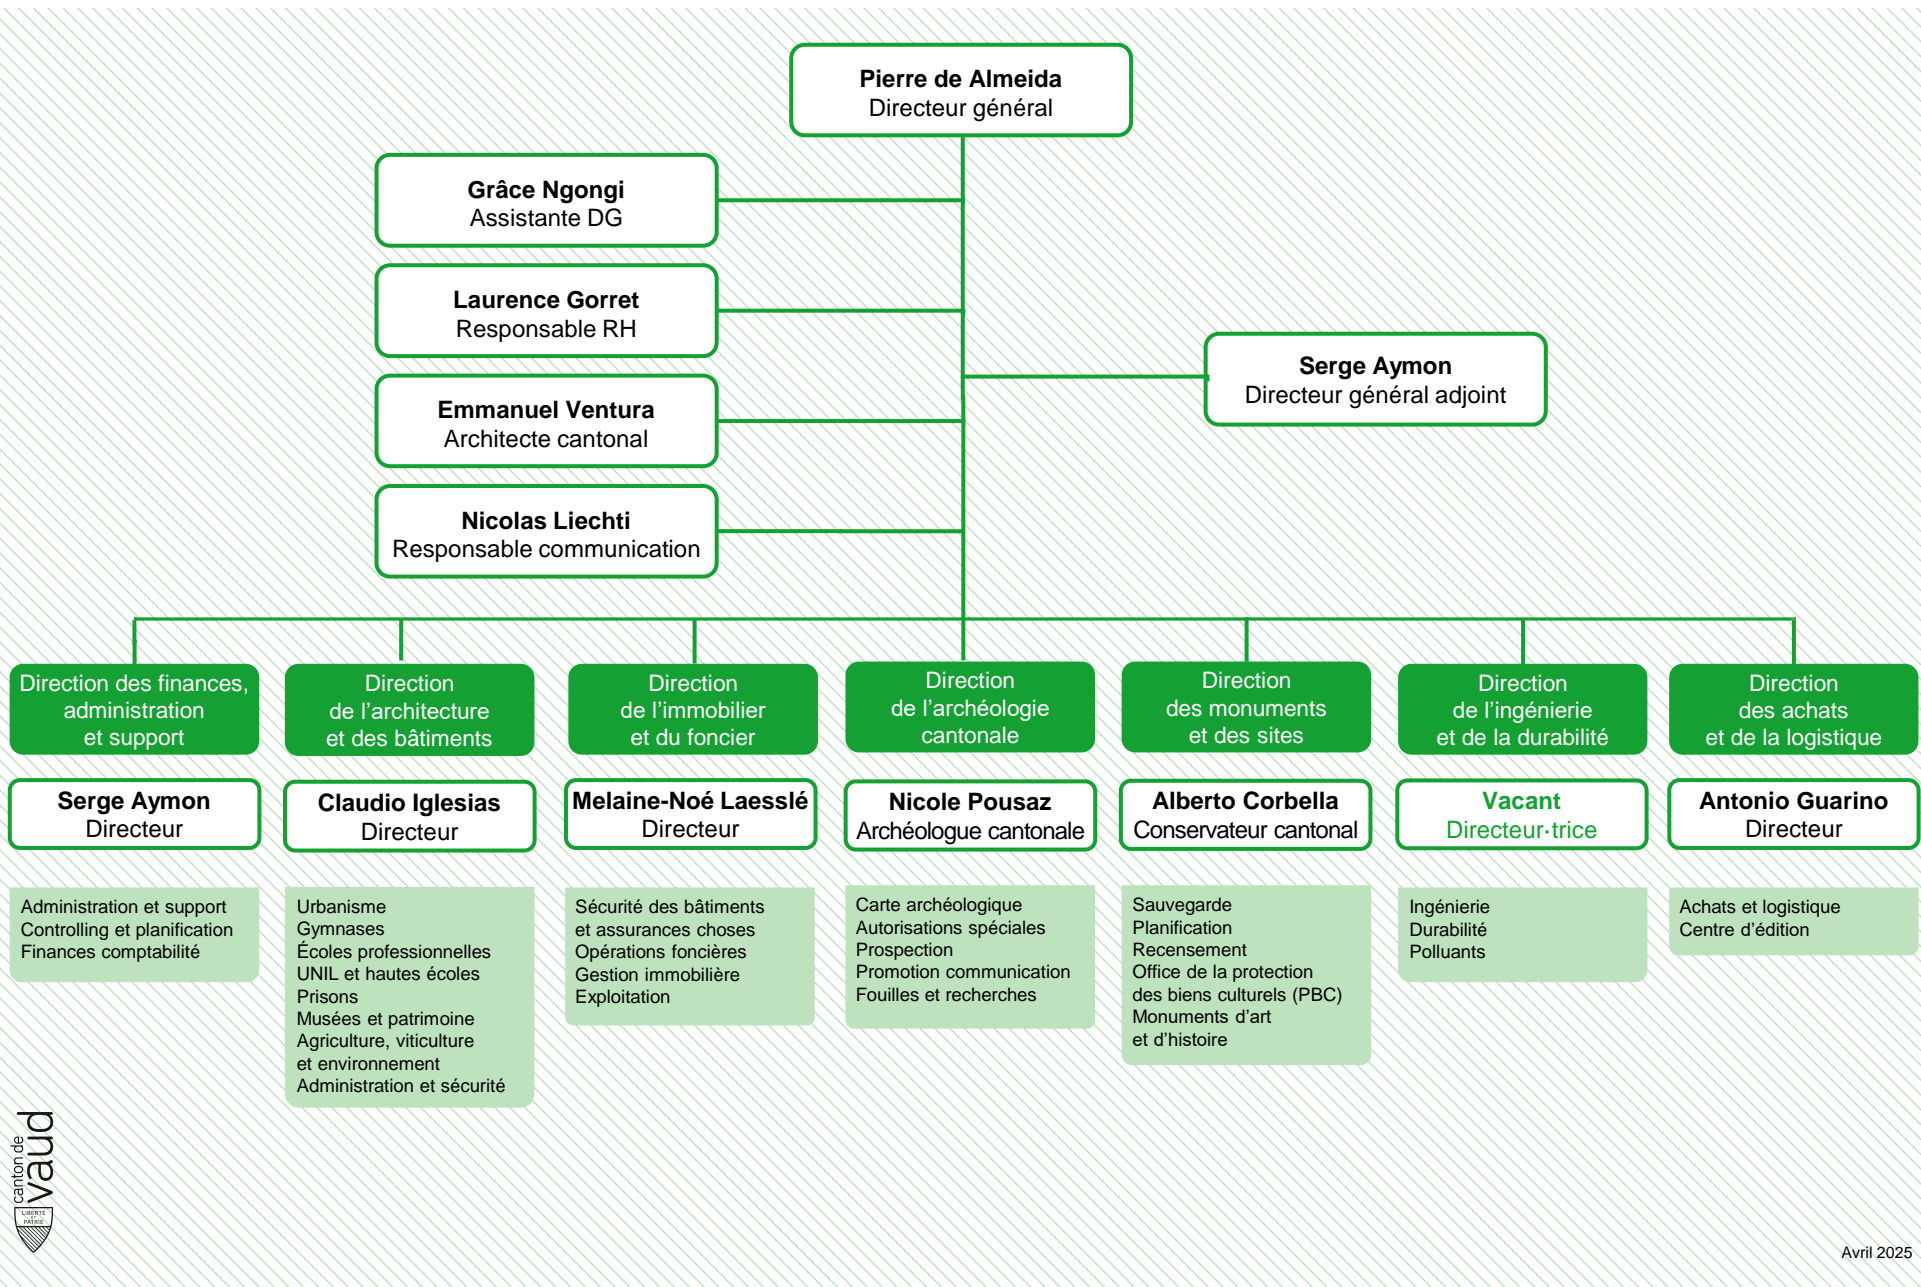 Pierre de Almeida
Directeur général
Grâce Ngongi
Assistante DG
Laurence Gorret
Responsable RH
Serge Aymon
Directeur général adjoint
Emmanuel Ventura
Architecte cantonal
Nicolas Liechti
Responsable communication
Direction des finances,
administration
et support
Serge Aymon
Directeur
Administration et support
Controlling et planification
Finances comptabilité
Direction
de l’architecture
et des bâtiments
Claudio Iglesias
Directeur
Urbanisme
Gymnases
Écoles professionnelles
UNIL et hautes écoles
Prisons
Musées et patrimoine
Agriculture, viticulture
et environnement
Administration et sécurité
Direction
de l’immobilier
et du foncier
Melaine-Noé Laesslé
Directeur
Sécurité des bâtiments
et assurances choses
Opérations foncières
Gestion immobilière
Exploitation
Direction
de l’archéologie
cantonale
Nicole Pousaz
Archéologue cantonale
Carte archéologique
Autorisations spéciales
Prospection
Promotion communication
Fouilles et recherches
Direction
des monuments
et des sites
Alberto Corbella
Conservateur cantonal
Sauvegarde
Planification
Recensement
Office de la protection
des biens culturels (PBC)
Monuments d’art
et d’histoire
Direction
de l’ingénierie
et de la durabilité
Vacant
Directeur·trice
Ingénierie
Durabilité
Polluants
Direction
des achats
et de la logistique
Antonio Guarino
Directeur
Achats et logistique
Centre d’édition
canton de
vaud
LIBERTÉ
ET
PATRIE
Avril 2025